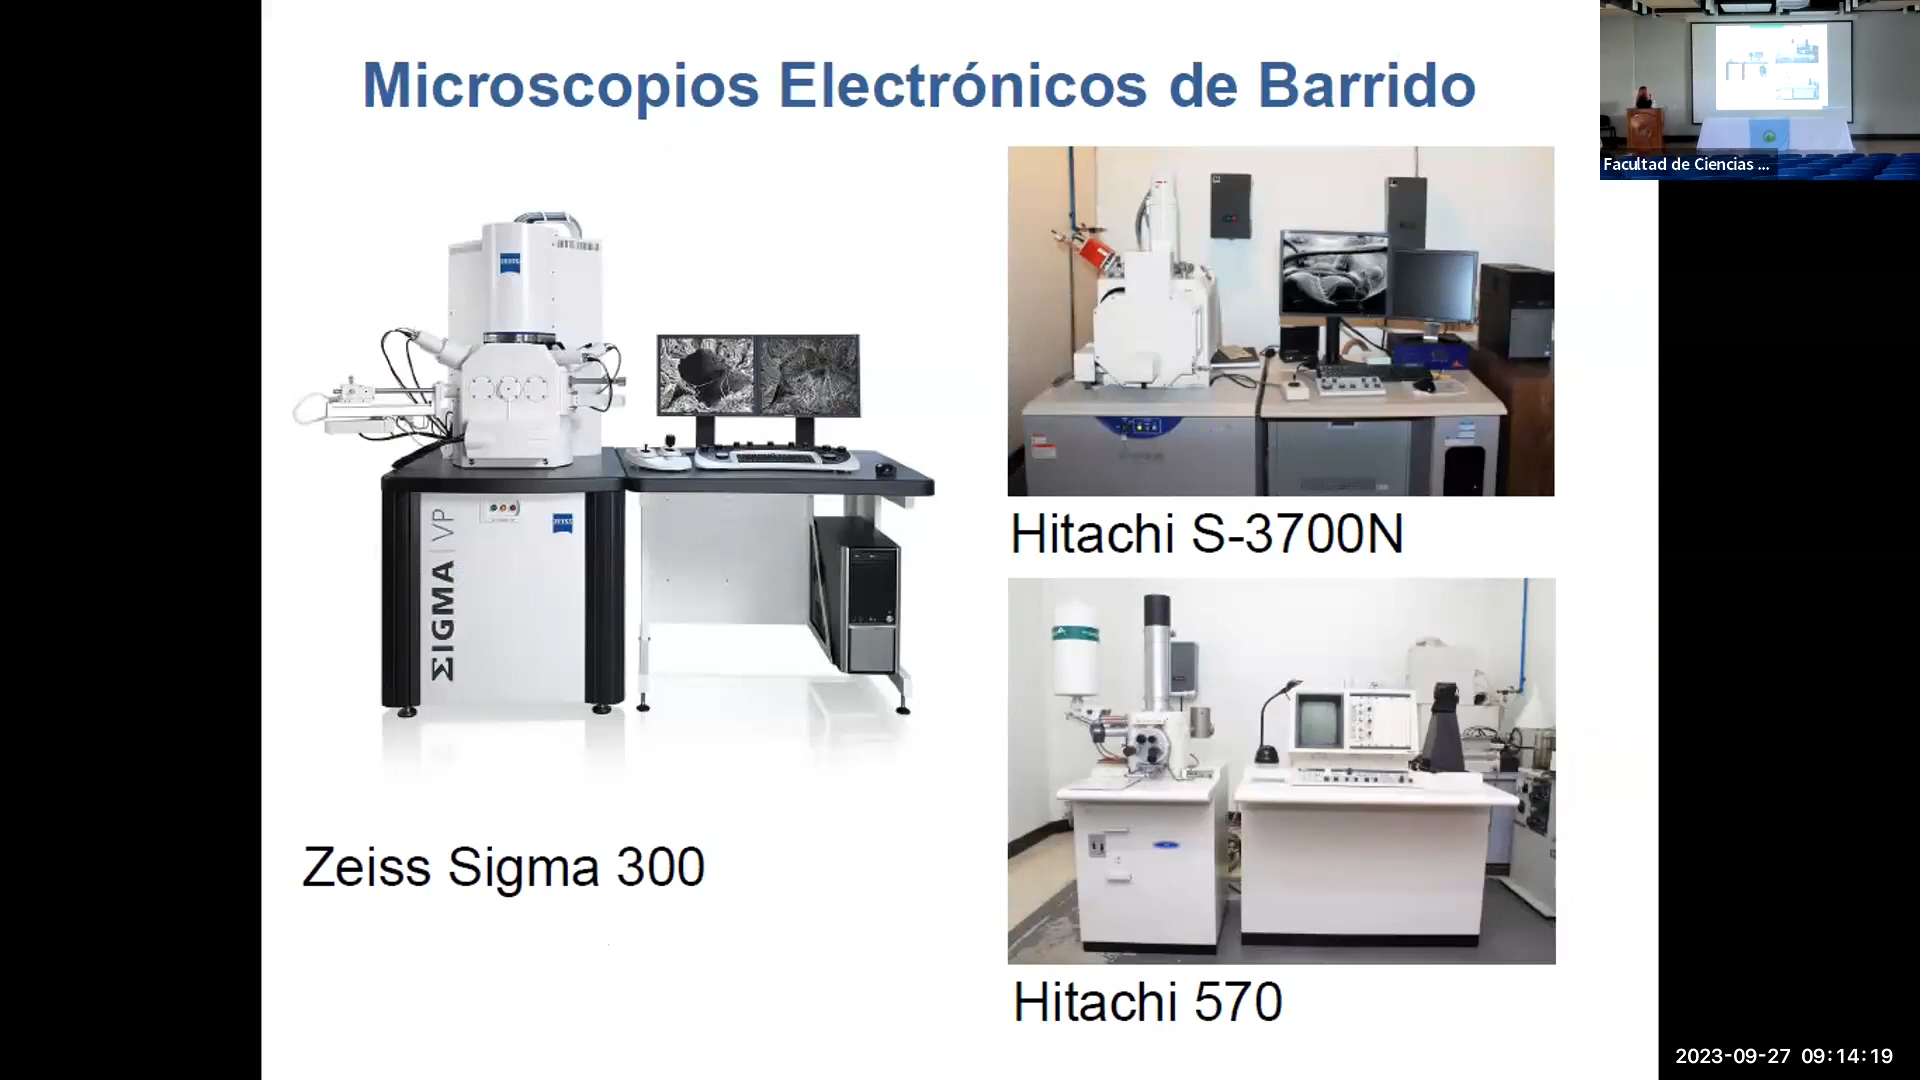 Microscopios Electrónicos de Barrido
Facultad de Ciencias ...
ZEISS
ΣIGMA | VP
ZEISS
Zeiss Sigma 300
Hitachi S-3700N
Hitachi 570
2023-09-27 09:14:19